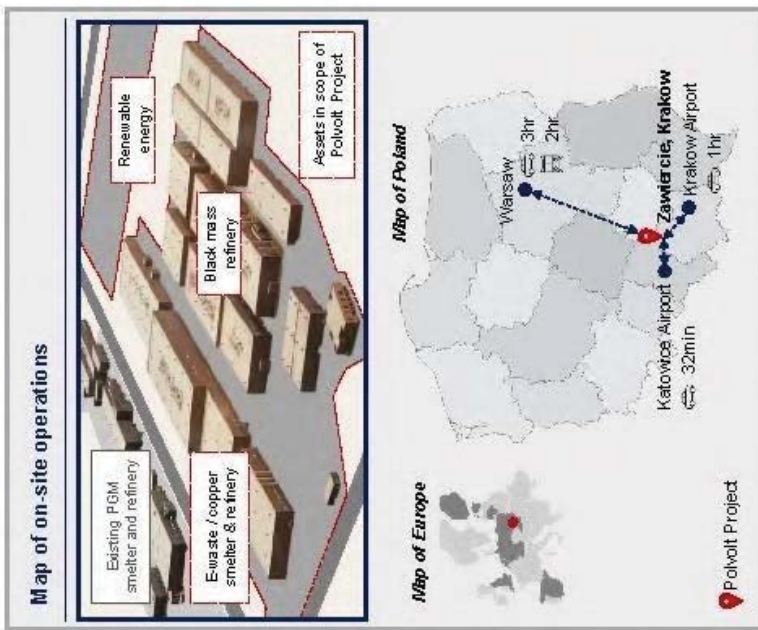 Map of on-site operations
Existing PGM
smelter and refinery
Renewable
energy
Black mass
refinery
E-waste / copper
smelter & refinery
Assets in scope of
Polvolt Project
Map of Europe
Map of Poland
Warsaw
3hr
2hr
Zawiercie, Krakow
Katowice Airport
32min
Krakow Airport
1hr
Polvolt Project